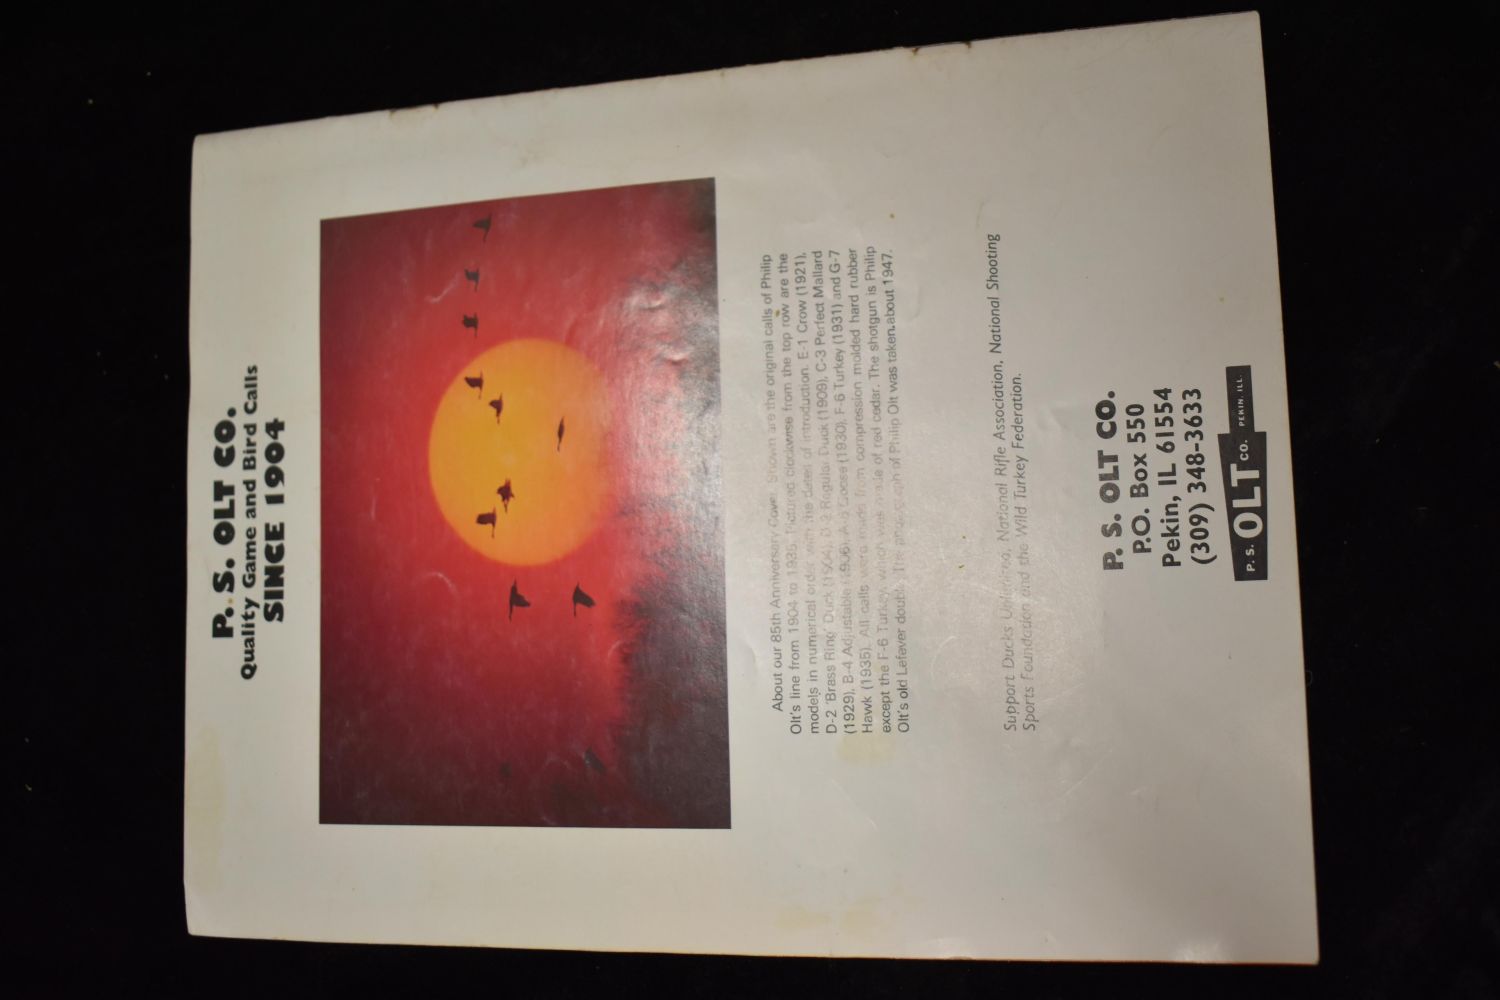 P. S. OLT CO.
Quality Game and Bird Calls
SINCE 1904
About our 85th Anniversary Cover. Shown are the original calls of Philip
Olt's line from 1904 to 1935. Pictured clockwise from the top row are the
models in numerical order with the dates of introduction. E-1 Crow (1921),
D-2 'Brass Ring' Duck (1904), D-2 Regular Duck (1909), C-3 Perfect Mallard
(1929), B-4 Adjustable (1906), Goose (1930), F-6 Turkey (1931) and G-7
Hawk (1935). All calls were made from compression molded hard rubber
except the F-6 Turkey, which was made of red cedar. The shotgun is Philip
Olt's old Lefever double. The photograph of Philip Olt was taken about 1947.
Support Ducks Unlimited, National Rifle Association, National Shooting
Sports Foundation and the Wild Turkey Federation.
P. S. OLT CO.
P.O. Box 550
Pekin, IL 61554
(309) 348-3633
P. S. OLT CO. PEKIN, ILL.